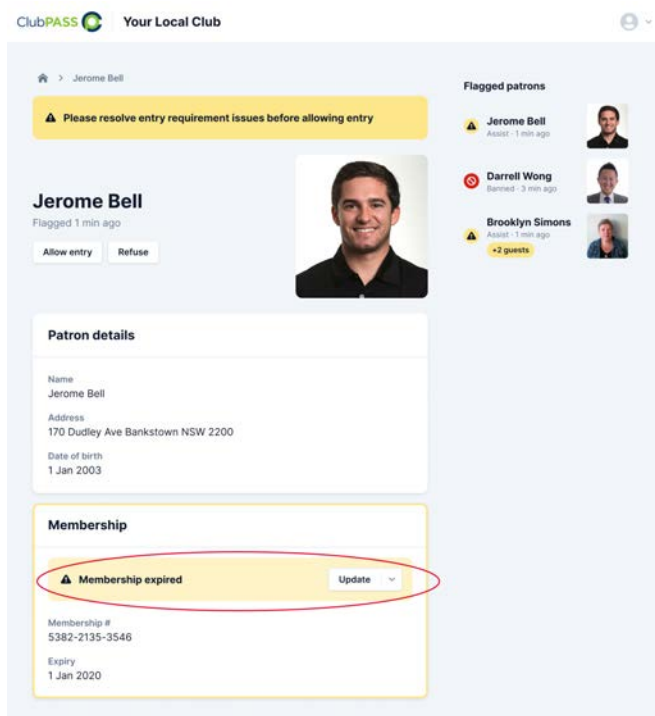 ClubPASS
Your Local Club
> Jerome Bell
Please resolve entry requirement issues before allowing entry
Jerome Bell
Flagged 1 min ago
Allow entry
Refuse
Patron details
Name
Jerome Bell
Address
170 Dudley Ave Bankstown NSW 2200
Date of birth
1 Jan 2003
Membership
Membership expired
Update
Membership #
5382-2135-3546
Expiry
1 Jan 2020
Flagged patrons
Jerome Bell
Assist · 1 min ago
Darrell Wong
Banned · 3 min ago
Brooklyn Simons
Assist · 1 min ago
+2 guests